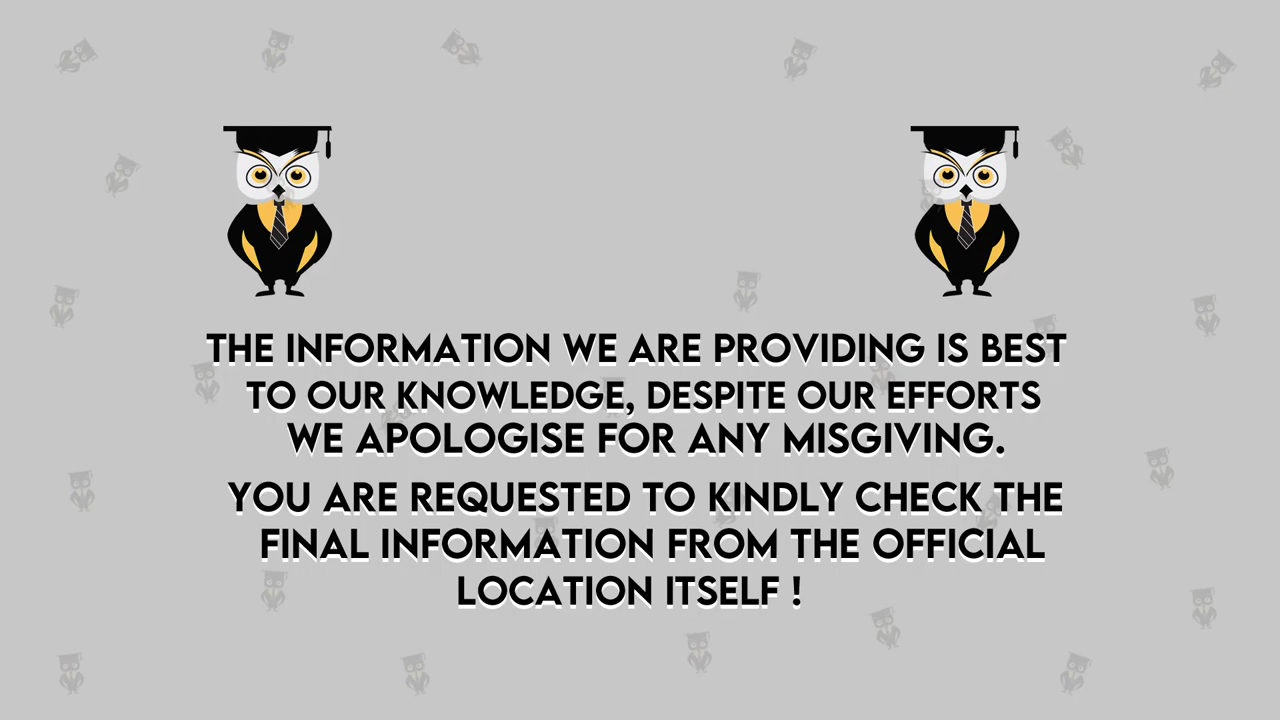 THE INFORMATION WE ARE PROVIDING IS BEST
TO OUR KNOWLEDGE, DESPITE OUR EFFORTS
WE APOLOGISE FOR ANY MISGIVING.
YOU ARE REQUESTED TO KINDLY CHECK THE
FINAL INFORMATION FROM THE OFFICIAL
LOCATION ITSELF !